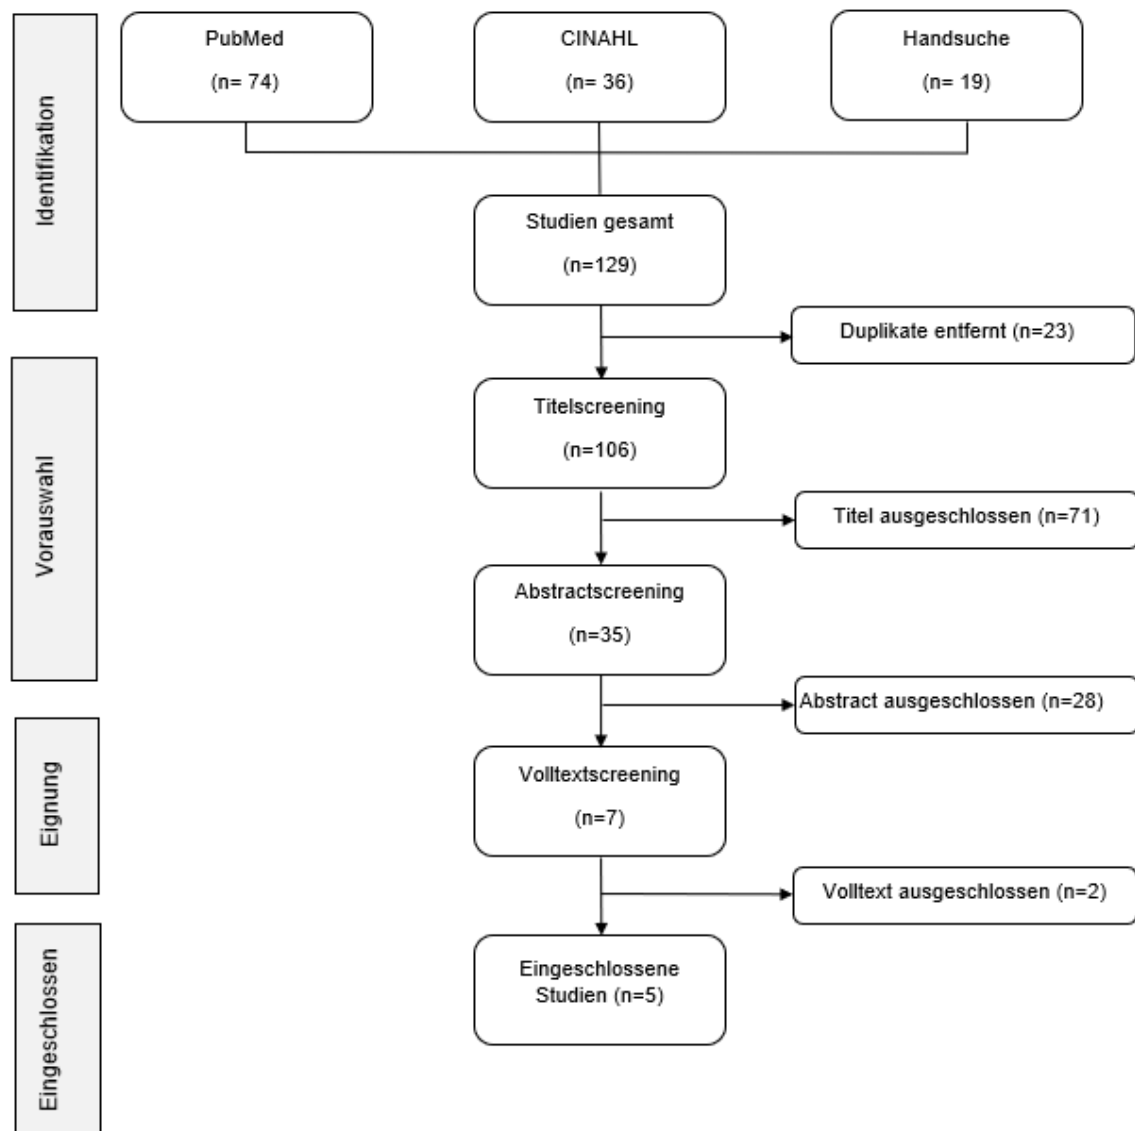 Identifikation
PubMed
(n= 74)
CINAHL
(n= 36)
Handsuche
(n= 19)
Studien gesamt
(n=129)
Duplikate entfernt (n=23)
Vorauswahl
Titelscreening
(n=106)
Titel ausgeschlossen (n=71)
Abstractscreening
(n=35)
Abstract ausgeschlossen (n=28)
Eignung
Volltextscreening
(n=7)
Volltext ausgeschlossen (n=2)
Eingeschlossen
Eingeschlossene
Studien (n=5)